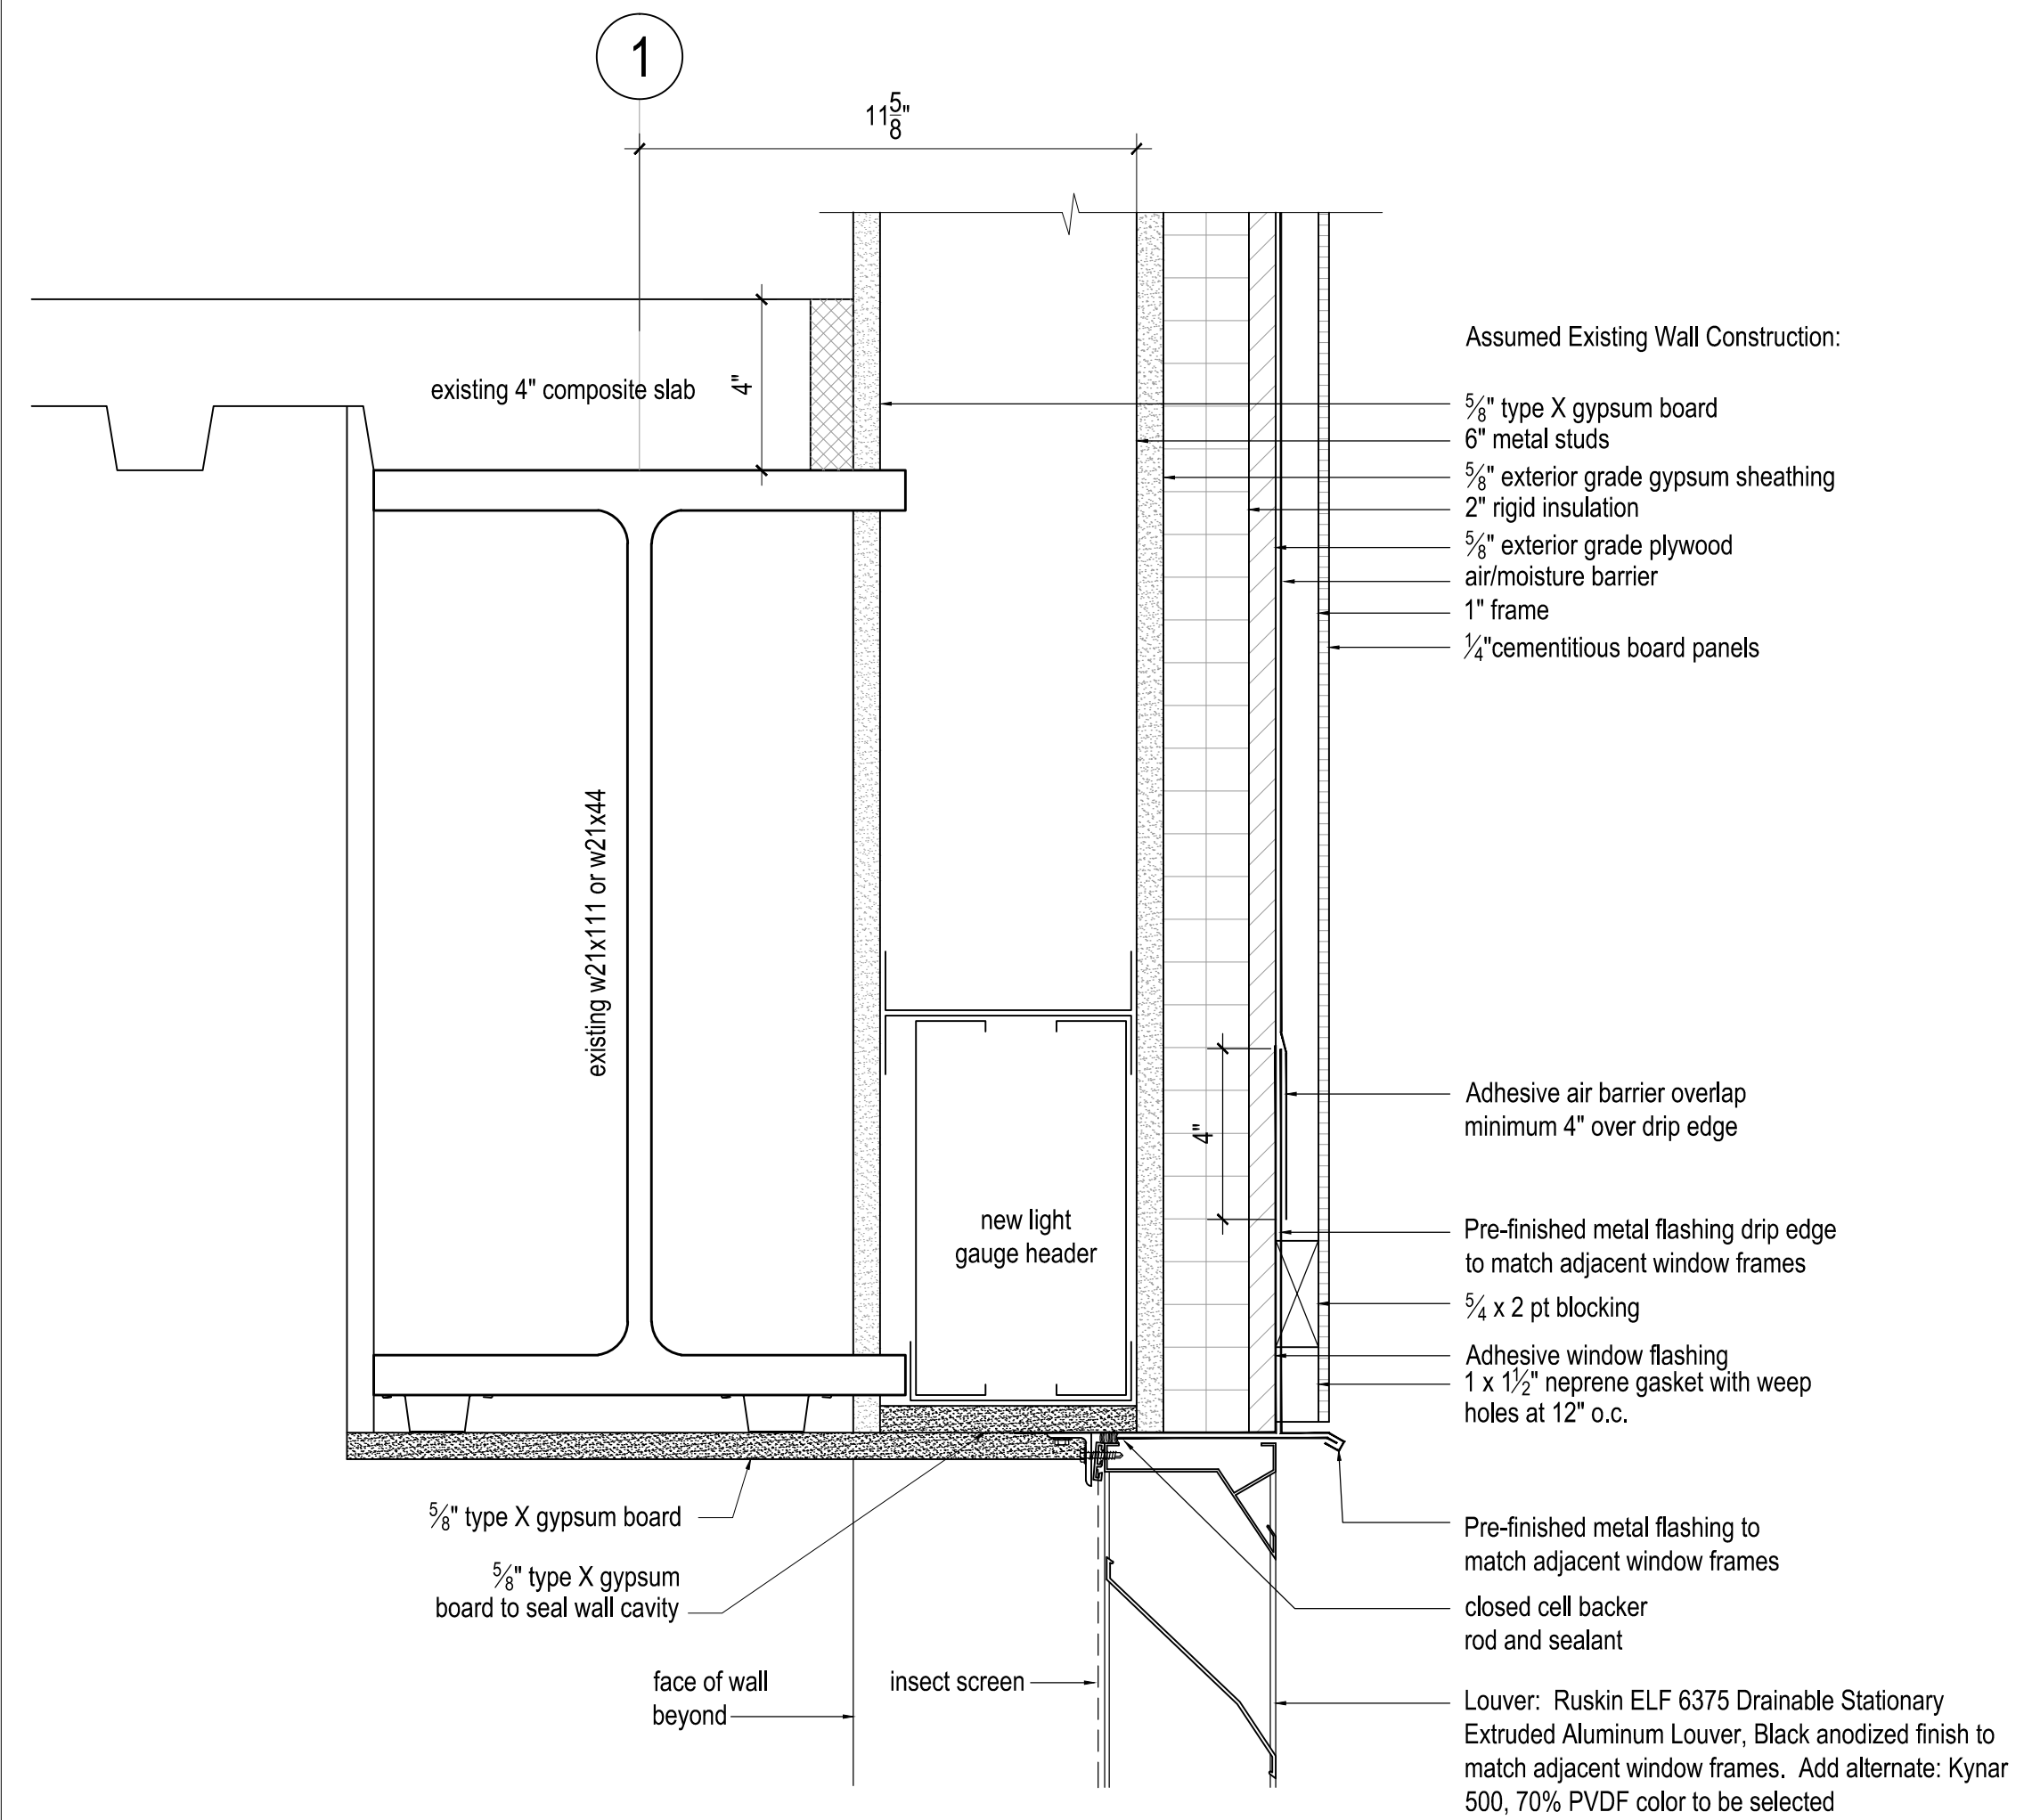 1
11 5/8"
existing 4" composite slab
4"
Assumed Existing Wall Construction:
5/8" type X gypsum board
6" metal studs
5/8" exterior grade gypsum sheathing
2" rigid insulation
5/8" exterior grade plywood
air/moisture barrier
1" frame
1/4"cementitious board panels
existing w21x111 or w21x44
4"
Adhesive air barrier overlap
minimum 4" over drip edge
new light
gauge header
Pre-finished metal flashing drip edge
to match adjacent window frames
5/4 x 2 pt blocking
Adhesive window flashing
1 x 1 1/2" neprene gasket with weep
holes at 12" o.c.
5/8" type X gypsum board
5/8" type X gypsum
board to seal wall cavity
face of wall
beyond
insect screen
Pre-finished metal flashing to
match adjacent window frames
closed cell backer
rod and sealant
Louver: Ruskin ELF 6375 Drainable Stationary
Extruded Aluminum Louver, Black anodized finish to
match adjacent window frames. Add alternate: Kynar
500, 70% PVDF color to be selected